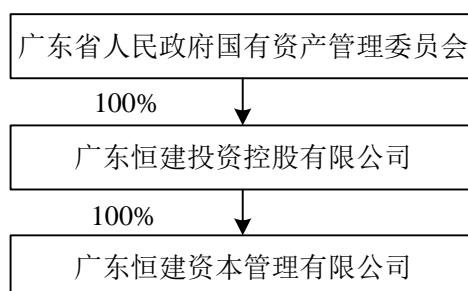 广东省人民政府国有资产管理委员会
100%
广东恒建投资控股有限公司
100%
广东恒建资本管理有限公司